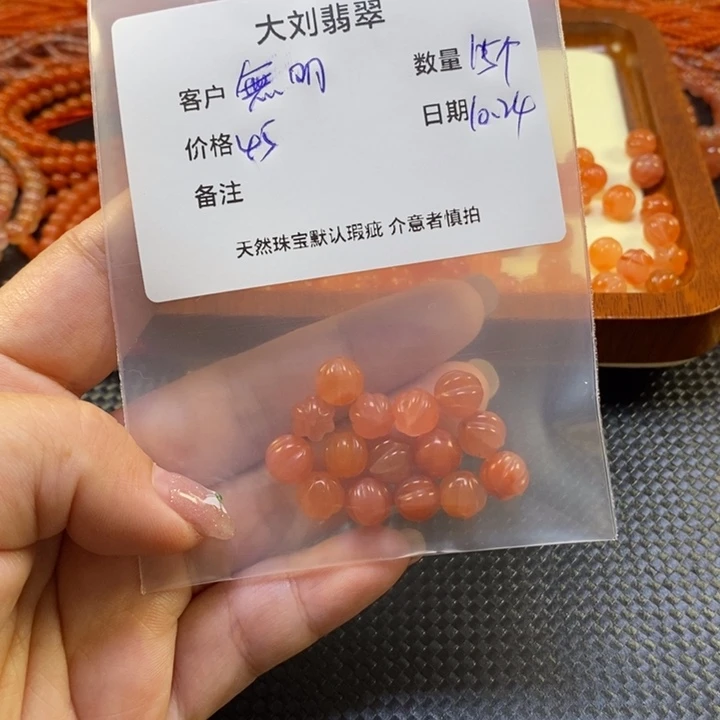 大刘翡翠
客户 無明 数量 15个
价格 45 日期 10.24
备注
天然珠宝默认瑕疵 介意者慎拍